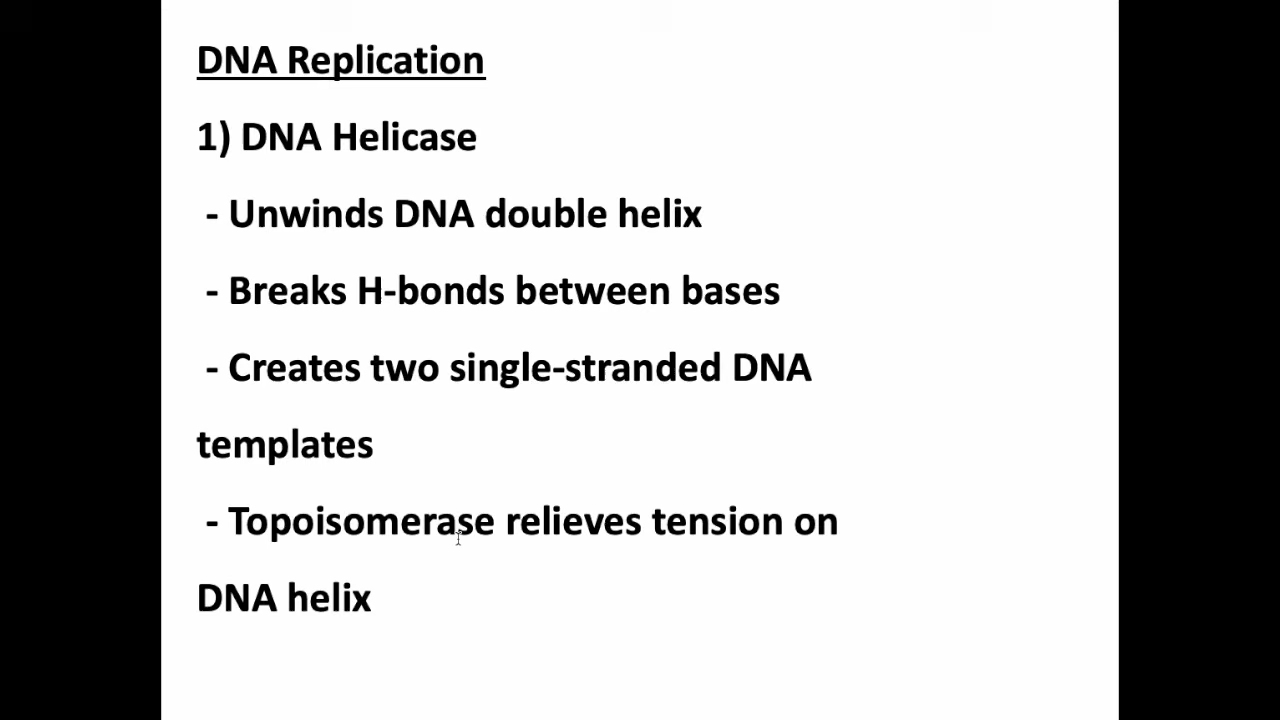 DNA Replication
1) DNA Helicase
- Unwinds DNA double helix
- Breaks H-bonds between bases
- Creates two single-stranded DNA
templates
- Topoisomerase relieves tension on
DNA helix